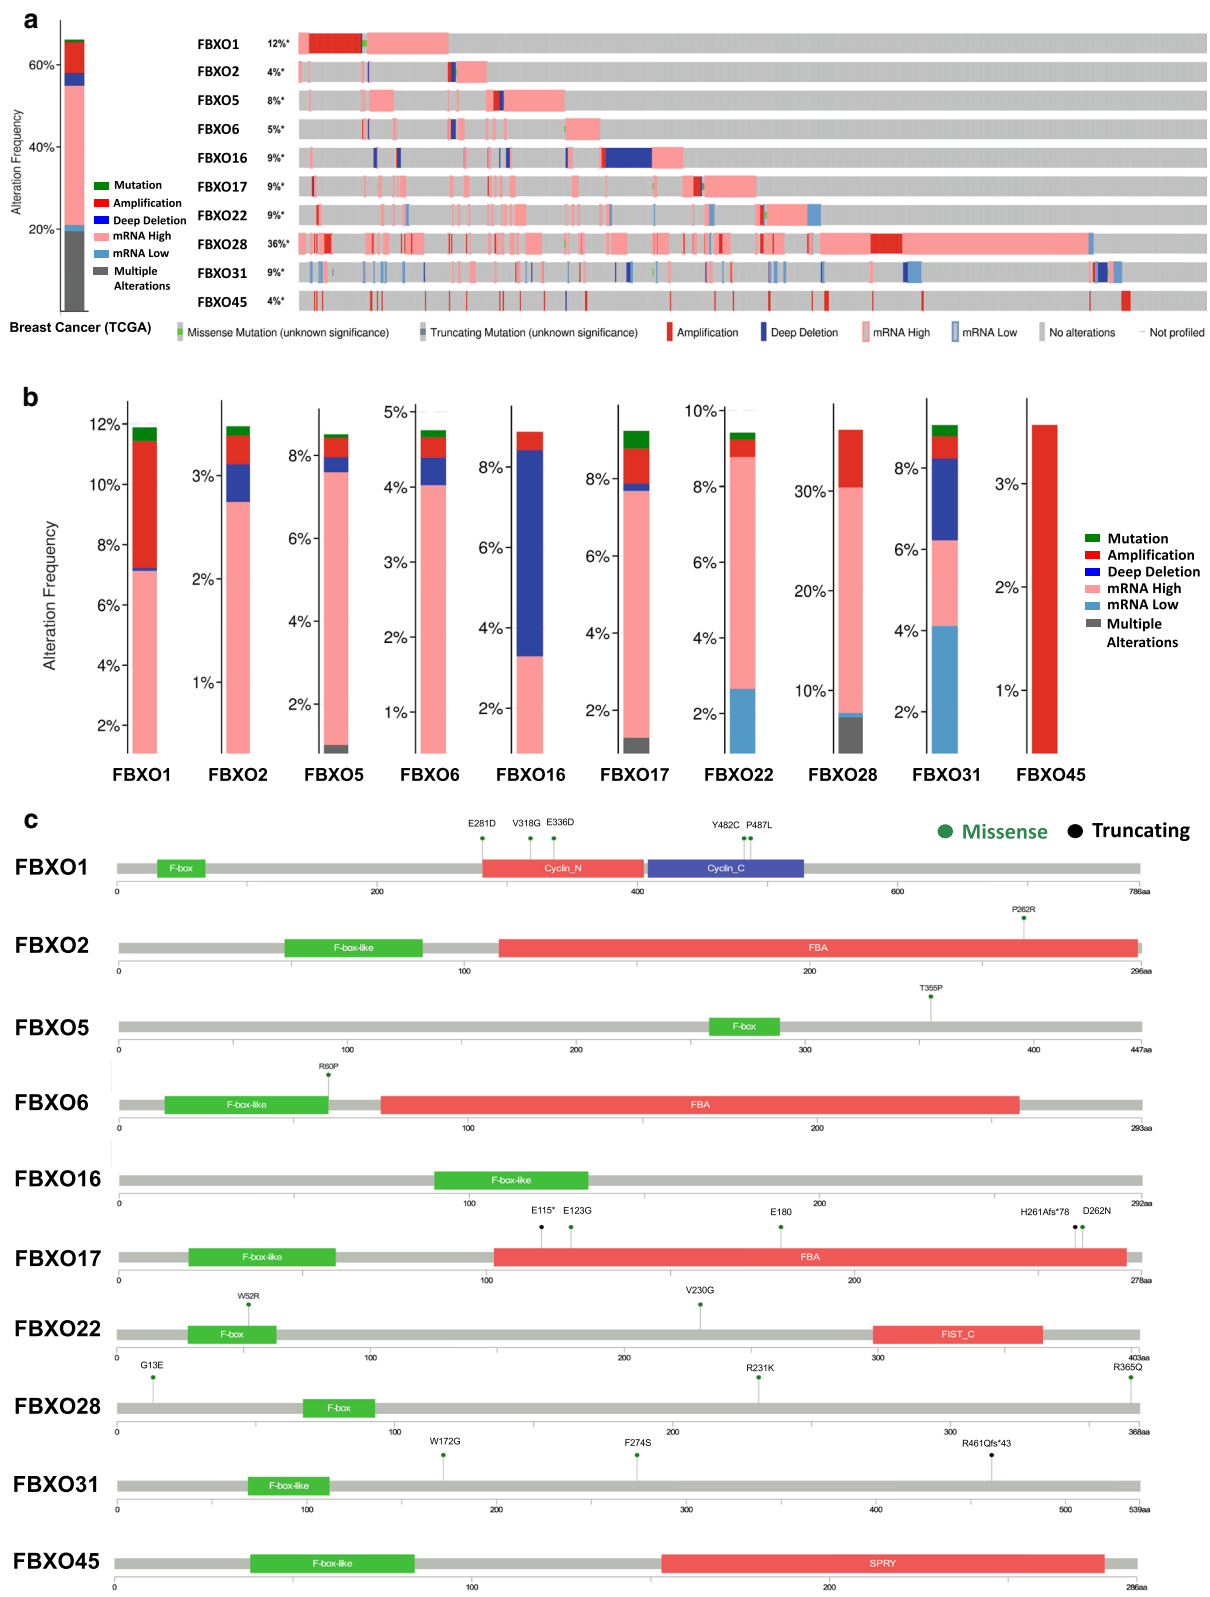 a
60%
40%
20%
Alteration Frequency
Mutation
Amplification
Deep Deletion
mRNA High
mRNA Low
Multiple
Alterations
Breast Cancer (TCGA)
FBXO1 12%*
FBXO2 4%*
FBXO5 8%*
FBXO6 5%*
FBXO16 9%*
FBXO17 9%*
FBXO22 9%*
FBXO28 36%*
FBXO31 9%*
FBXO45 4%*
Missense Mutation (unknown significance) Truncating Mutation (unknown significance) Amplification Deep Deletion mRNA High mRNA Low No alterations Not profiled
b
Alteration Frequency
12%
10%
8%
6%
4%
2%
FBXO1
3%
2%
1%
FBXO2
8%
6%
4%
2%
FBXO5
5%
4%
3%
2%
1%
FBXO6
8%
6%
4%
2%
FBXO16
8%
6%
4%
2%
FBXO17
10%
8%
6%
4%
2%
FBXO22
30%
20%
10%
FBXO28
8%
6%
4%
2%
FBXO31
3%
2%
1%
FBXO45
Mutation
Amplification
Deep Deletion
mRNA High
mRNA Low
Multiple
Alterations
c
Missense Truncating
E281D V318G E336D Y482C P487L
FBXO1 F-box Cyclin_N Cyclin_C
0 200 400 600 786aa
P262R
FBXO2 F-box-like FBA
0 100 200 296aa
T355P
FBXO5 F-box
0 100 200 300 400 447aa
R60P
FBXO6 F-box-like FBA
0 100 200 293aa
FBXO16 F-box-like
0 100 200 292aa
E115* E123G E180 H261Afs*78 D262N
FBXO17 F-box-like FBA
0 100 200 278aa
W52R V230G
FBXO22 F-box FIST_C
0 100 200 300 403aa
G13E R231K R365Q
FBXO28 F-box
0 100 200 300 368aa
W172G F274S R461Qfs*43
FBXO31 F-box-like
0 100 200 300 400 500 539aa
FBXO45 F-box-like SPRY
0 100 200 286aa